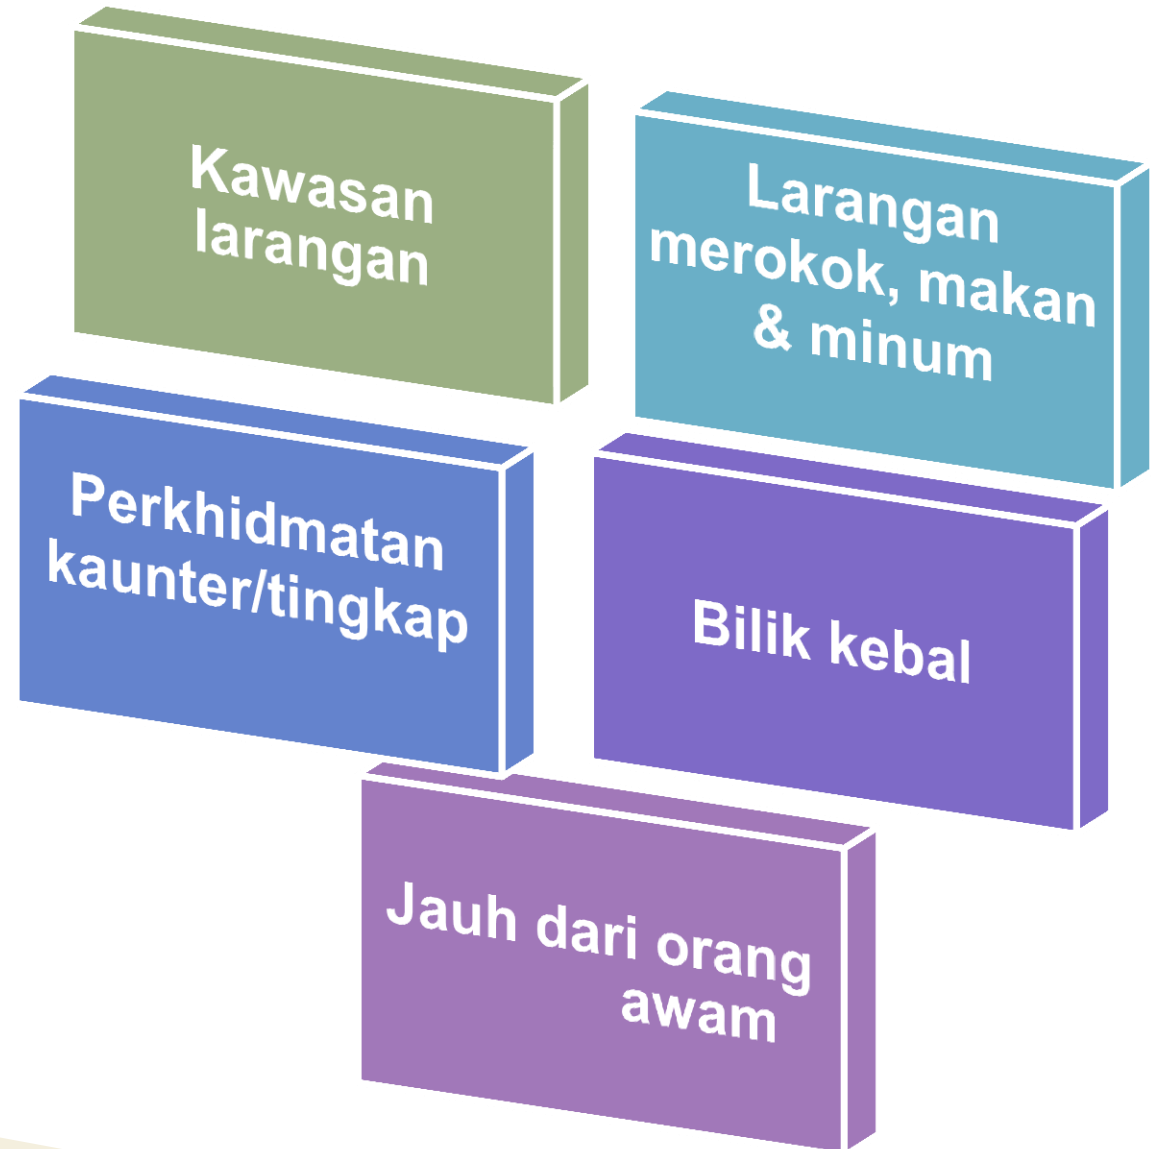 Kawasan
larangan
Larangan
merokok, makan
& minum
Perkhidmatan
kaunter/tingkap
Bilik kebal
Jauh dari orang
awam